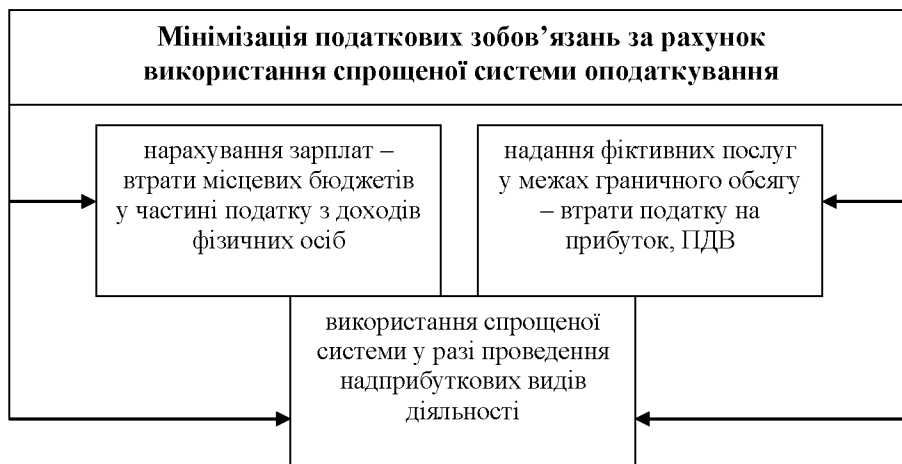 Мінімізація податкових зобов’язань за рахунок
використання спрощеної системи оподаткування
нарахування зарплат –
втрати місцевих бюджетів
у частині податку з доходів
фізичних осіб
надання фіктивних послуг
у межах граничного обсягу
– втрати податку на
прибуток, ПДВ
використання спрощеної
системи у разі проведення
надприбуткових видів
діяльності